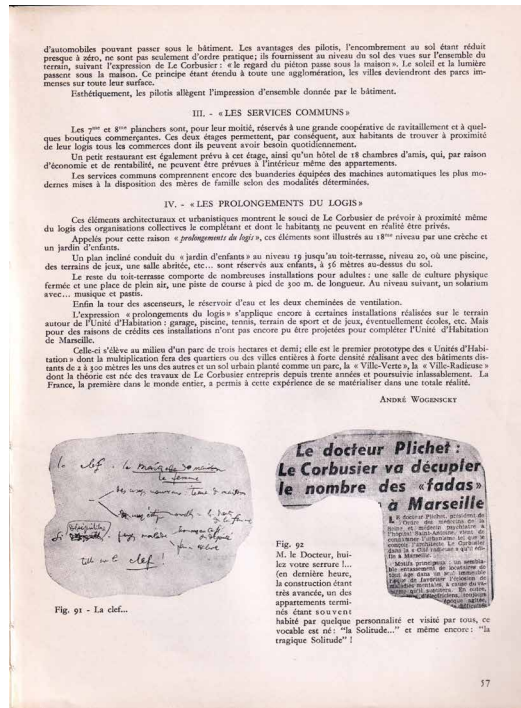 d'automobiles pouvant passer sous le bâtiment. Les avantages des pilotis, l'encombrement au sol étant réduit
presque à zéro, ne sont pas seulement d'ordre pratique; ils fournissent au niveau du sol des vues sur l'ensemble du
terrain, suivant l'expression de Le Corbusier : « le regard du piéton passe sous la maison ». Le soleil et la lumière
passent sous la maison. Ce principe étant étendu à toute une agglomération, les villes deviendront des parcs im-
menses sur toute leur surface.
Esthétiquement, les pilotis allègent l'impression d'ensemble donnée par le bâtiment.
III. - « LES SERVICES COMMUNS »
Les 7me et 8me planchers sont, pour leur moitié, réservés à une grande coopérative de ravitaillement et à quel-
ques boutiques commerçantes. Ces deux étages permettent, par conséquent, aux habitants de trouver à proximité
de leur logis tous les commerces dont ils peuvent avoir besoin quotidiennement.
Un petit restaurant est également prévu à cet étage, ainsi qu'un hôtel de 18 chambres d'amis, qui, par raison
d'économie et de rentabilité, ne peuvent être prévues à l'intérieur même des appartements.
Les services communs comprennent encore des buanderies équipées des machines automatiques les plus mo-
dernes mises à la disposition des mères de famille selon des modalités déterminées.
IV. - « LES PROLONGEMENTS DU LOGIS »
Ces éléments architecturaux et urbanistiques montrent le souci de Le Corbusier de prévoir à proximité même
du logis des organisations collectives le complétant et dont le habitants ne peuvent en réalité être privés.
Appelés pour cette raison « prolongements du logis », ces éléments sont illustrés au 18me niveau par une crèche et
un jardin d'enfants.
Un plan incliné conduit du « jardin d'enfants » au niveau 19 jusqu'au toit-terrasse, niveau 20, où une piscine,
des terrains de jeux, une salle abritée, etc... sont réservés aux enfants, à 56 mètres au-dessus du sol.
Le reste du toit-terrasse comporte de nombreuses installations pour adultes : une salle de culture physique
fermée et une place de plein air, une piste de course à pied de 300 m. de longueur. Au niveau suivant, un solarium
avec... musique et pastis.
Enfin la tour des ascenseurs, le réservoir d'eau et les deux cheminées de ventilation.
L'expression « prolongements du logis » s'applique encore à certaines installations réalisées sur le terrain
autour de l'Unité d'Habitation : garage, piscine, tennis, terrain de sport et de jeux, éventuellement écoles, etc. Mais
pour des raisons de crédits ces installations n'ont pas encore pu être projetées pour compléter l'Unité d'Habitation
de Marseille.
Celle-ci s'élève au milieu d'un parc de trois hectares et demi; elle est le premier prototype des « Unités d'Habi-
tation » dont la multiplication fera des quartiers ou des villes entières à forte densité réalisant avec des bâtiments dis-
tants de 2 à 300 mètres les uns des autres et un sol urbain planté comme un parc, la « Ville-Verte », la « Ville-Radieuse »
dont la théorie est née des travaux de Le Corbusier entrepris depuis trente années et poursuivie inlassablement. La
France, la première dans le monde entier, a permis à cette expérience de se matérialiser dans une totale réalité.
ANDRÉ WOGENSCKY
la clef. la maîtresse de maison
la femme
clef !
Fig. 91 - La clef...
Le docteur Plichet :
Le Corbusier va décupler
le nombre des « fadas »
à Marseille
Fig. 92
M. le Docteur, hui-
lez votre serrure !...
(en dernière heure,
la construction étant
très avancée, un des
appartements termi-
nés étant souvent
habité par quelque personnalité et visité par tous, ce
vocable est né : "la Solitude..." et même encore : "la
tragique Solitude" !
57